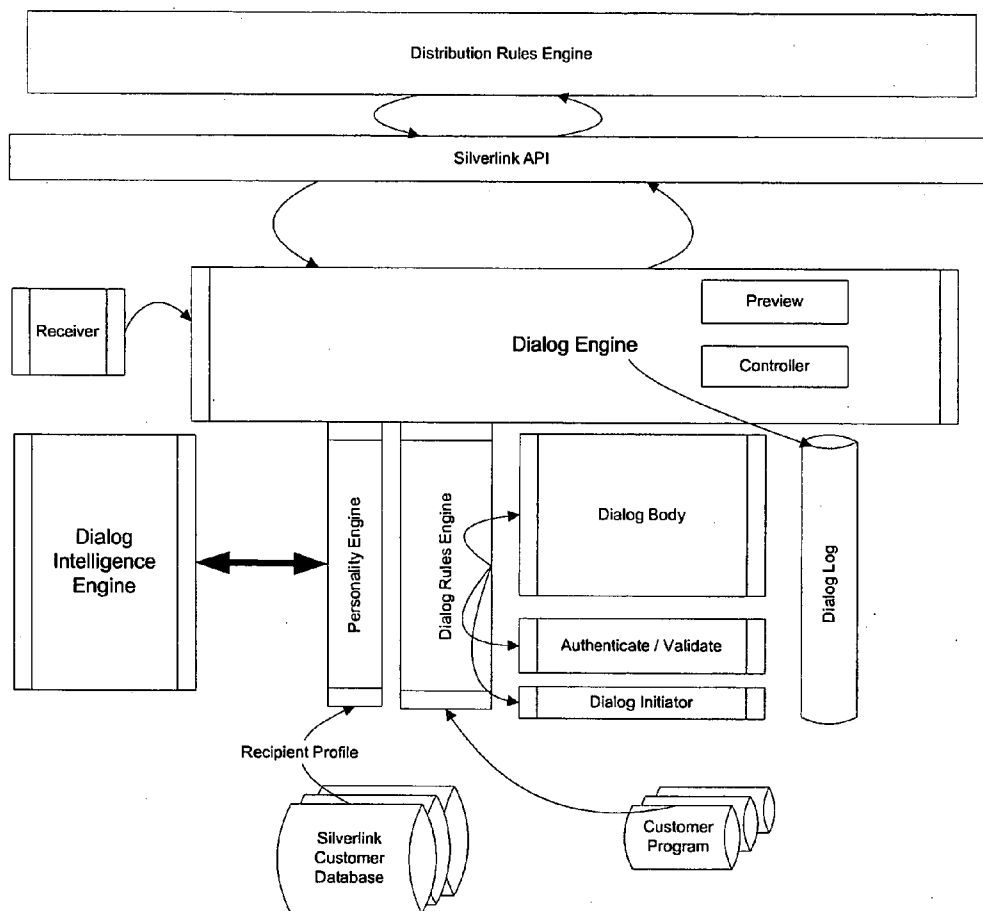 Distribution Rules Engine
Silverlink API
Preview
Receiver
Dialog Engine
Controller
Dialog
Intelligence
Engine
Personality Engine
Dialog Rules Engine
Dialog Body
Dialog Log
Authenticate / Validate
Dialog Initiator
Recipient Profile
Silverlink
Customer
Database
Customer
Program